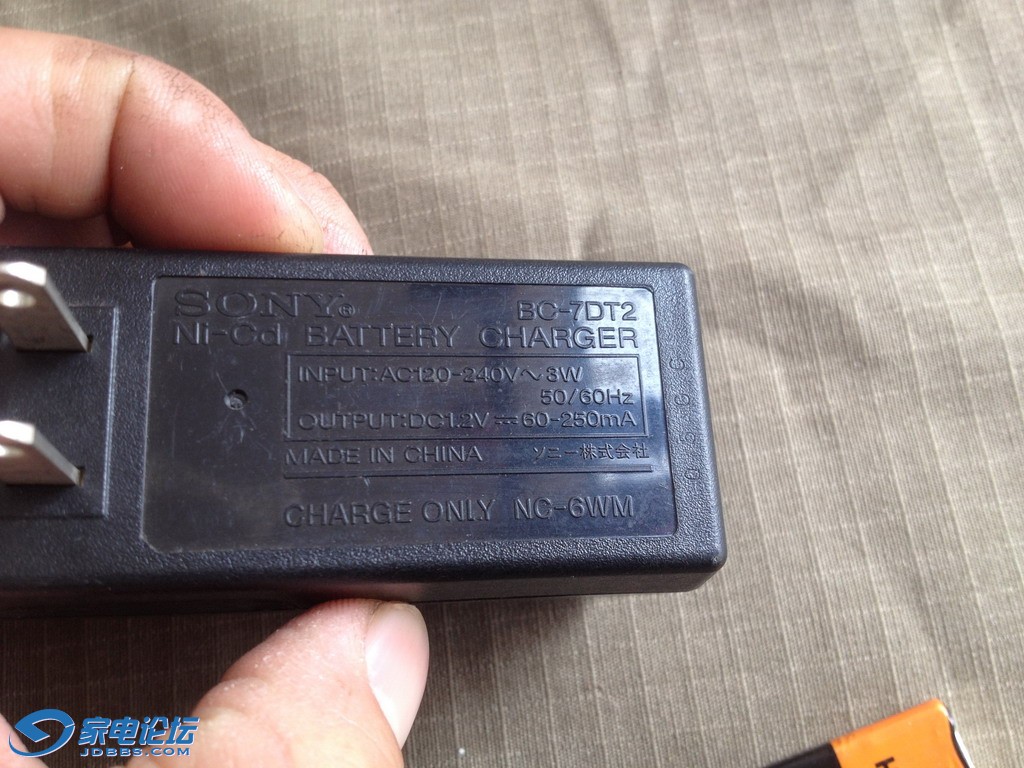 SONY®
BC-7DT2
Ni-Cd BATTERY CHARGER
INPUT:AC120-240V～3W
50/60Hz
OUTPUT:DC1.2V⎓60-250mA
MADE IN CHINA ソニー株式会社
CHARGE ONLY NC-6WM
家电论坛
JDBBS.COM